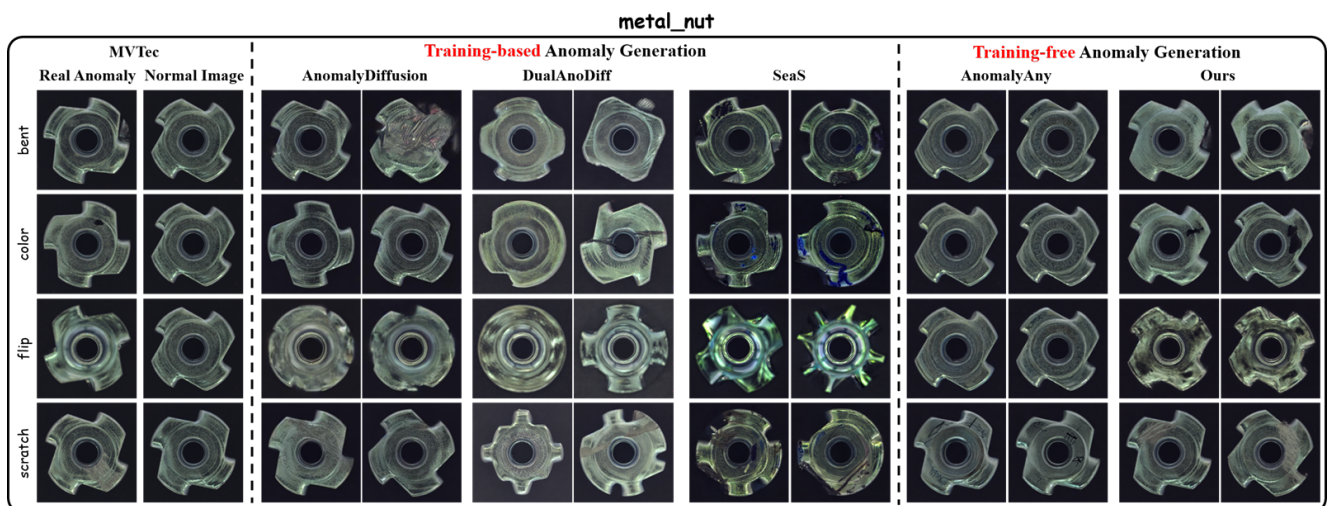 metal_nut
MVTec
Training-based Anomaly Generation
Training-free Anomaly Generation
Real Anomaly
Normal Image
AnomalyDiffusion
DualAnoDiff
SeaS
AnomalyAny
Ours
bent
color
flip
scratch